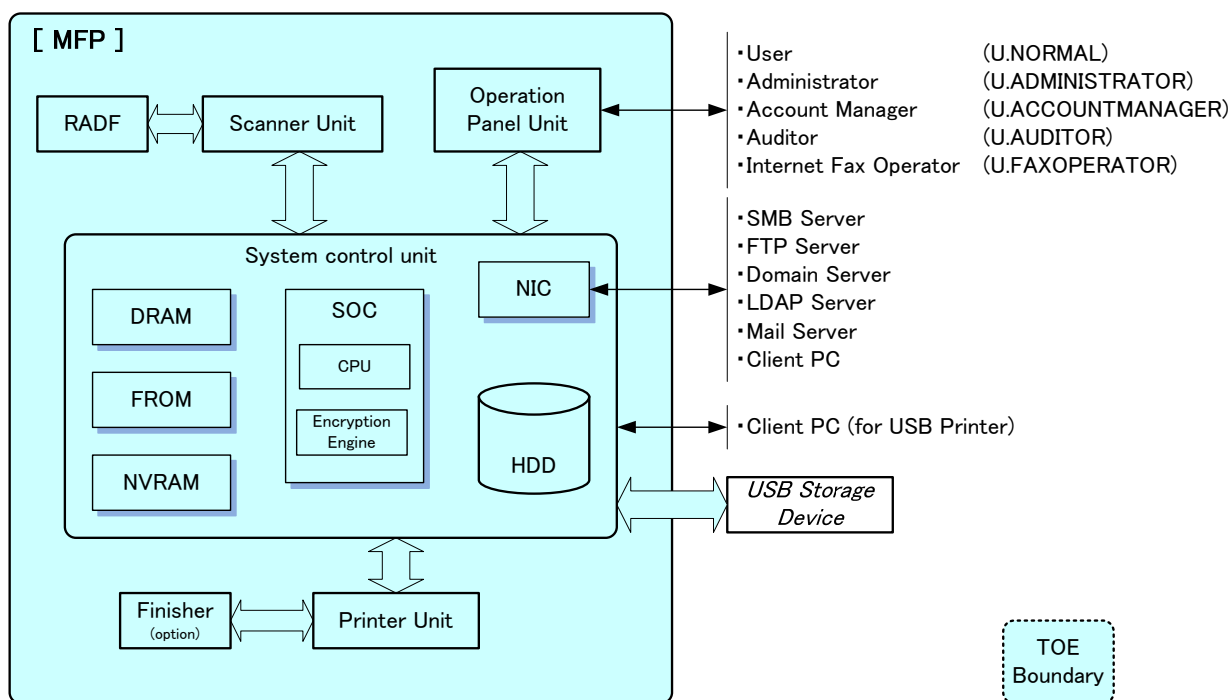 [ MFP ]
RADF
Scanner Unit
Operation
Panel Unit
・User (U.NORMAL)
・Administrator (U.ADMINISTRATOR)
・Account Manager (U.ACCOUNTMANAGER)
・Auditor (U.AUDITOR)
・Internet Fax Operator (U.FAXOPERATOR)
System control unit
DRAM
FROM
NVRAM
SOC
CPU
Encryption
Engine
NIC
HDD
・SMB Server
・FTP Server
・Domain Server
・LDAP Server
・Mail Server
・Client PC
・Client PC (for USB Printer)
USB Storage
Device
Finisher
(option)
Printer Unit
TOE
Boundary